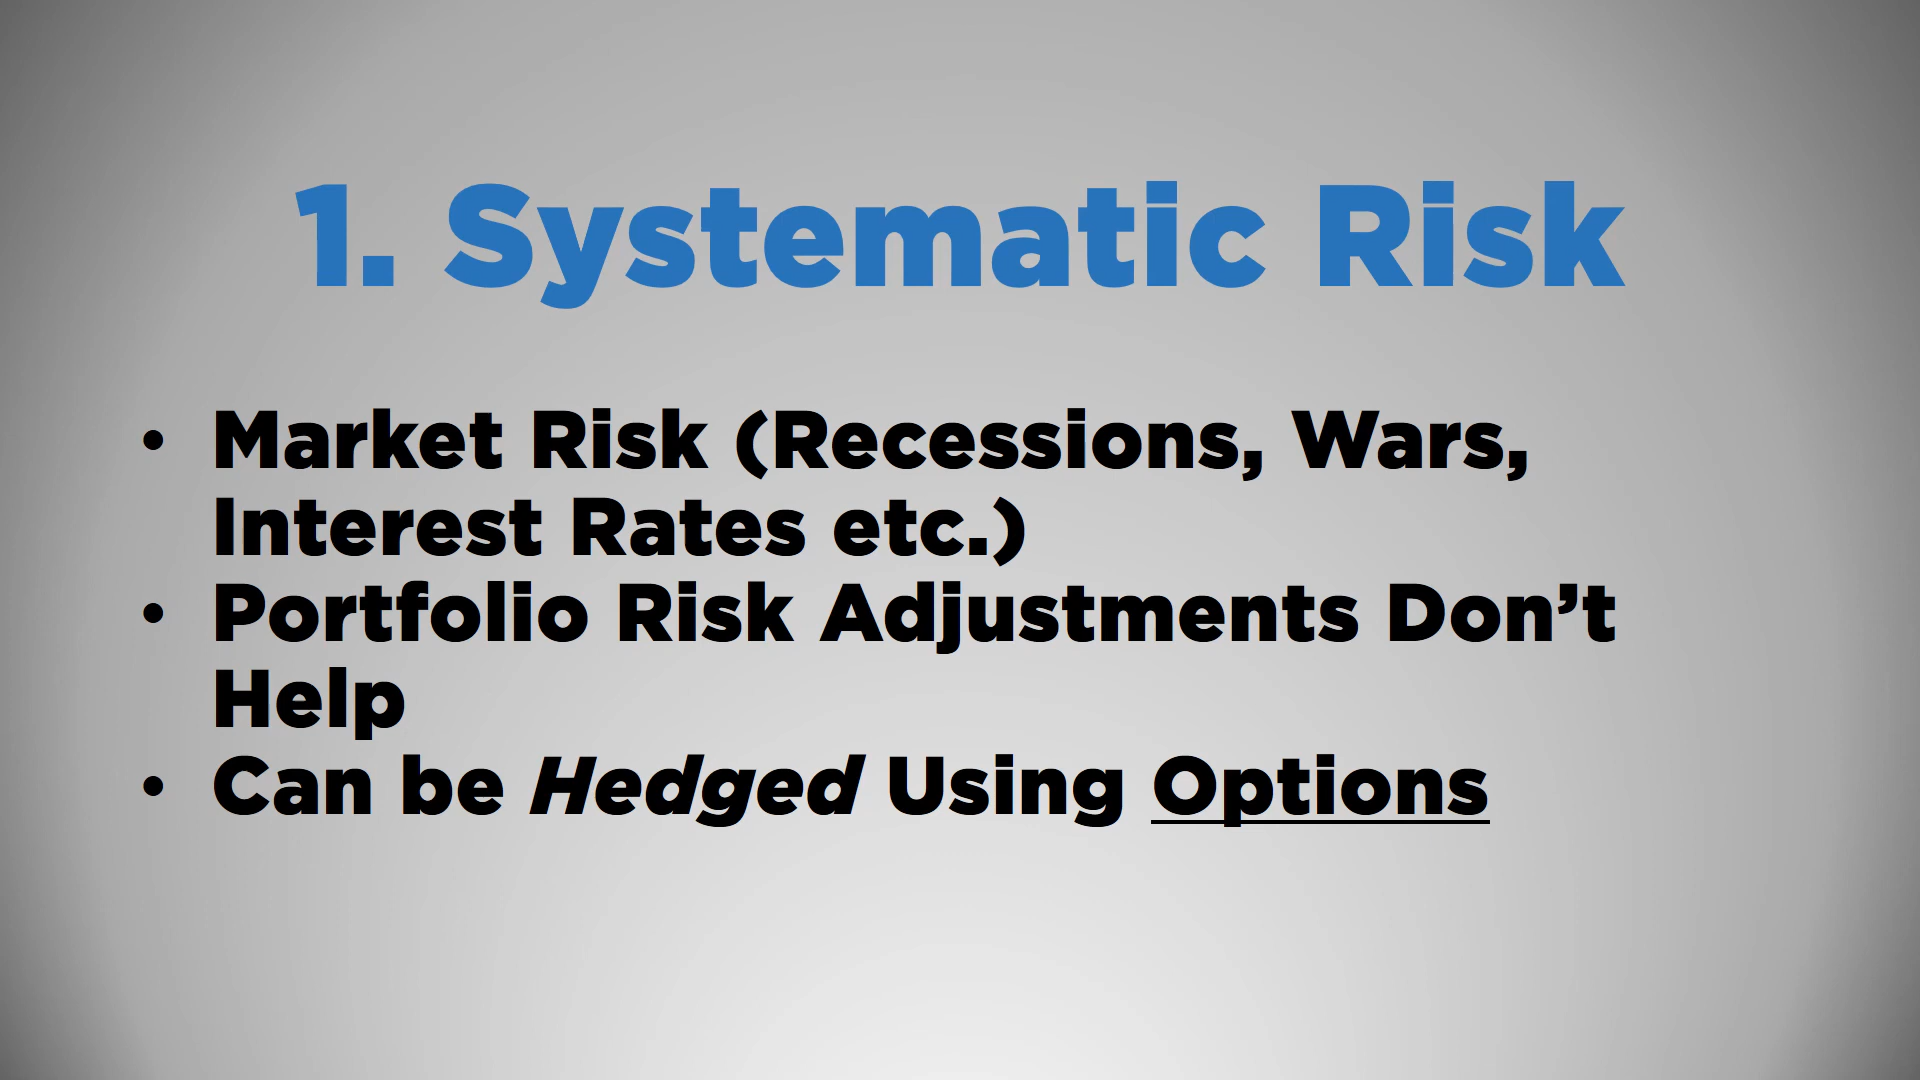 1. Systematic Risk
• Market Risk (Recessions, Wars,
Interest Rates etc.)
• Portfolio Risk Adjustments Don’t
Help
• Can be Hedged Using Options